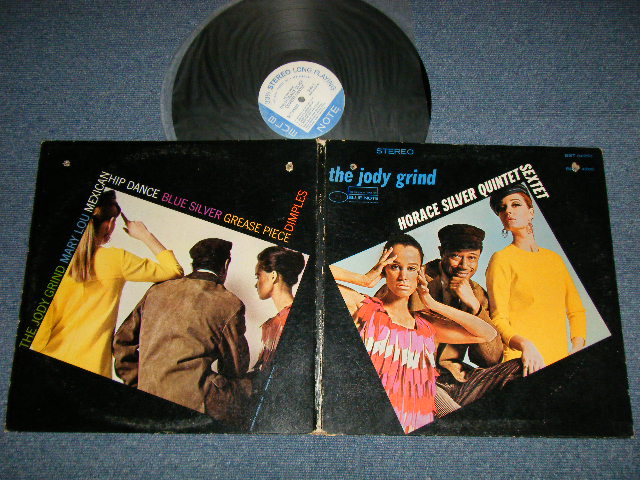 STEREO LONG PLAYING
NOTE
THE JODY GRIND
MARY LOU
MEXICAN
HIP DANCE
BLUE SILVER
GREASE PIECE
DIMPLES
STEREO
the jody grind
BLUE NOTE
HORACE SILVER QUINTET
SEXTET